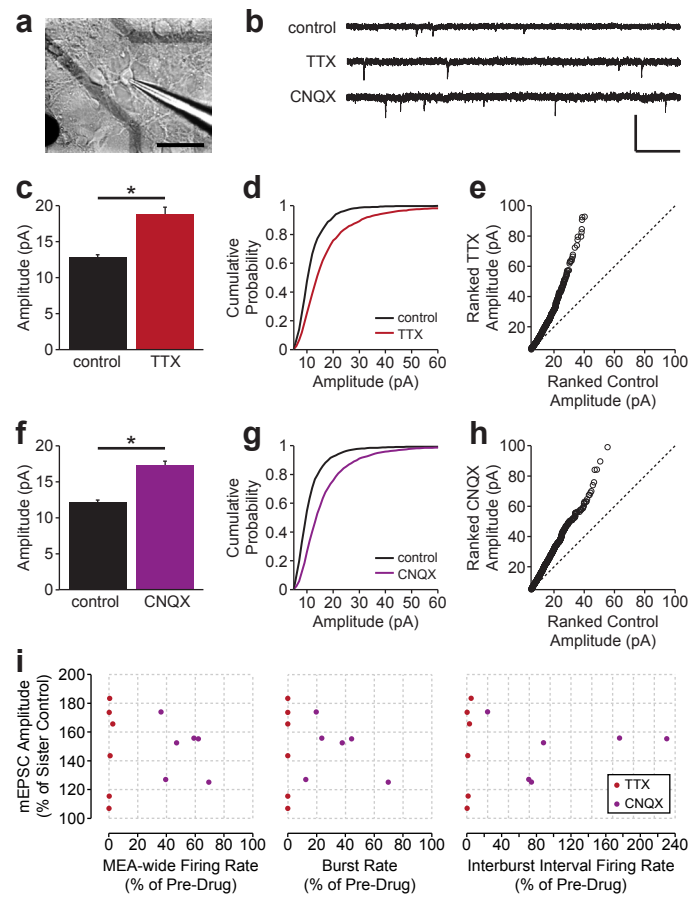 a
b
control
TTX
CNQX
c
*
20
15
10
5
0
Amplitude (pA)
control TTX
d
1
0.8
0.6
0.4
0.2
0
Cumulative
Probability
control
TTX
10 20 30 40 50 60
Amplitude (pA)
e
100
80
60
40
20
Ranked TTX
Amplitude (pA)
20 40 60 80 100
Ranked Control
Amplitude (pA)
f
*
20
15
10
5
0
Amplitude (pA)
control CNQX
g
1
0.8
0.6
0.4
0.2
0
Cumulative
Probability
control
CNQX
10 20 30 40 50 60
Amplitude (pA)
h
100
80
60
40
20
Ranked CNQX
Amplitude (pA)
20 40 60 80 100
Ranked Control
Amplitude (pA)
i
200
180
160
140
120
100
mEPSC Amplitude
(% of Sister Control)
0 20 40 60 80 100
MEA-wide Firing Rate
(% of Pre-Drug)
0 20 40 60 80 100
Burst Rate
(% of Pre-Drug)
TTX
CNQX
0 40 80 120 160 200 240
Interburst Interval Firing Rate
(% of Pre-Drug)